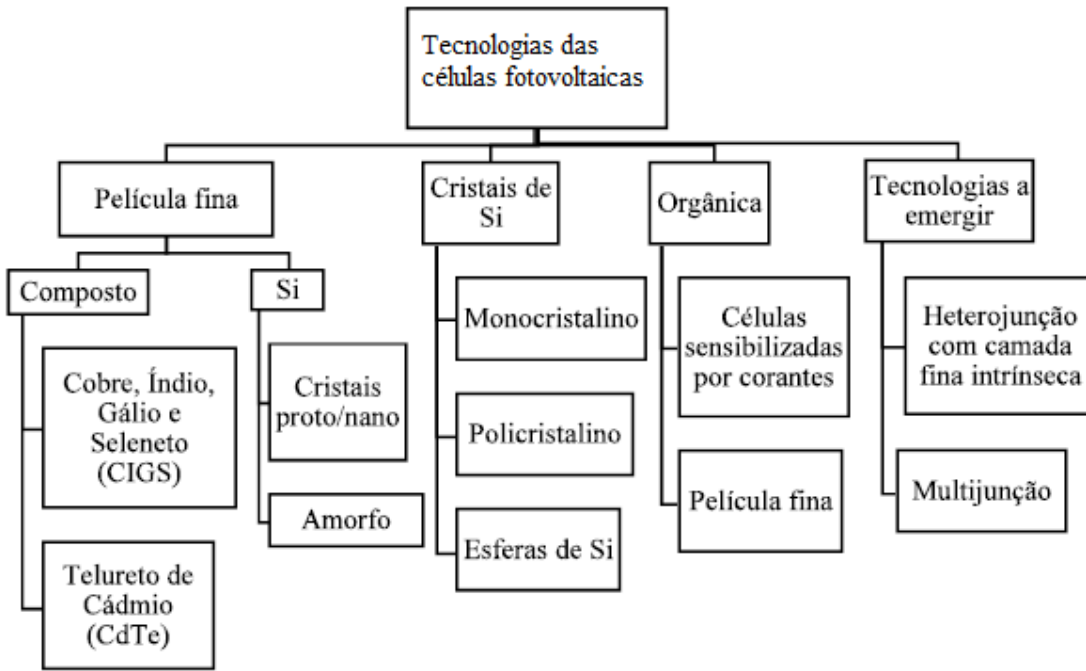 Tecnologias das
células fotovoltaicas
Película fina
Composto
Cobre, Índio,
Gálio e
Seleneto
(CIGS)
Telureto de
Cádmio
(CdTe)
Si
Cristais
proto/nano
Amorfo
Cristais de
Si
Monocristalino
Policristalino
Esferas de Si
Orgânica
Células
sensibilizadas
por corantes
Película fina
Tecnologias a
emergir
Heterojunção
com camada
fina intrínseca
Multijunção